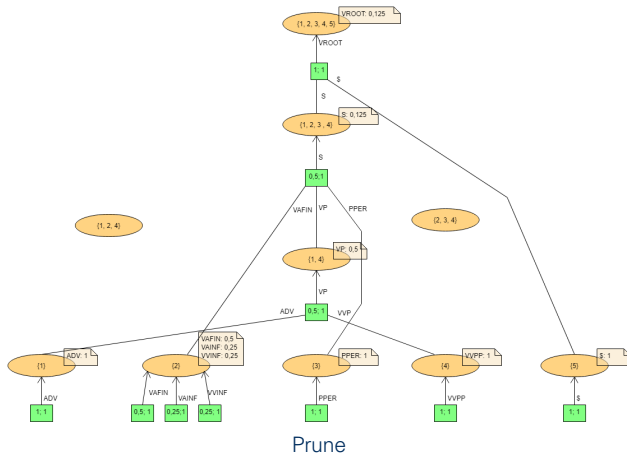 {1, 2, 3, 4, 5}
VROOT: 0,125
VROOT
1; 1
$
S
{1, 2, 3 , 4}
S: 0,125
S
0,5;1
VAFIN
VP
PPER
{1, 2, 4}
{2, 3, 4}
{1, 4}
VP: 0,5
VP
ADV
0,5; 1
VVP
{1}
ADV: 1
{2}
VAFIN: 0,5
VAINF: 0,25
VVINF: 0,25
{3}
PPER: 1
{4}
VVPP: 1
{5}
$: 1
ADV
VAFIN
VAINF
VVINF
PPER
VVPP
$
1; 1
0,5; 1
0,25; 1
0,25; 1
1; 1
1; 1
1; 1
Prune